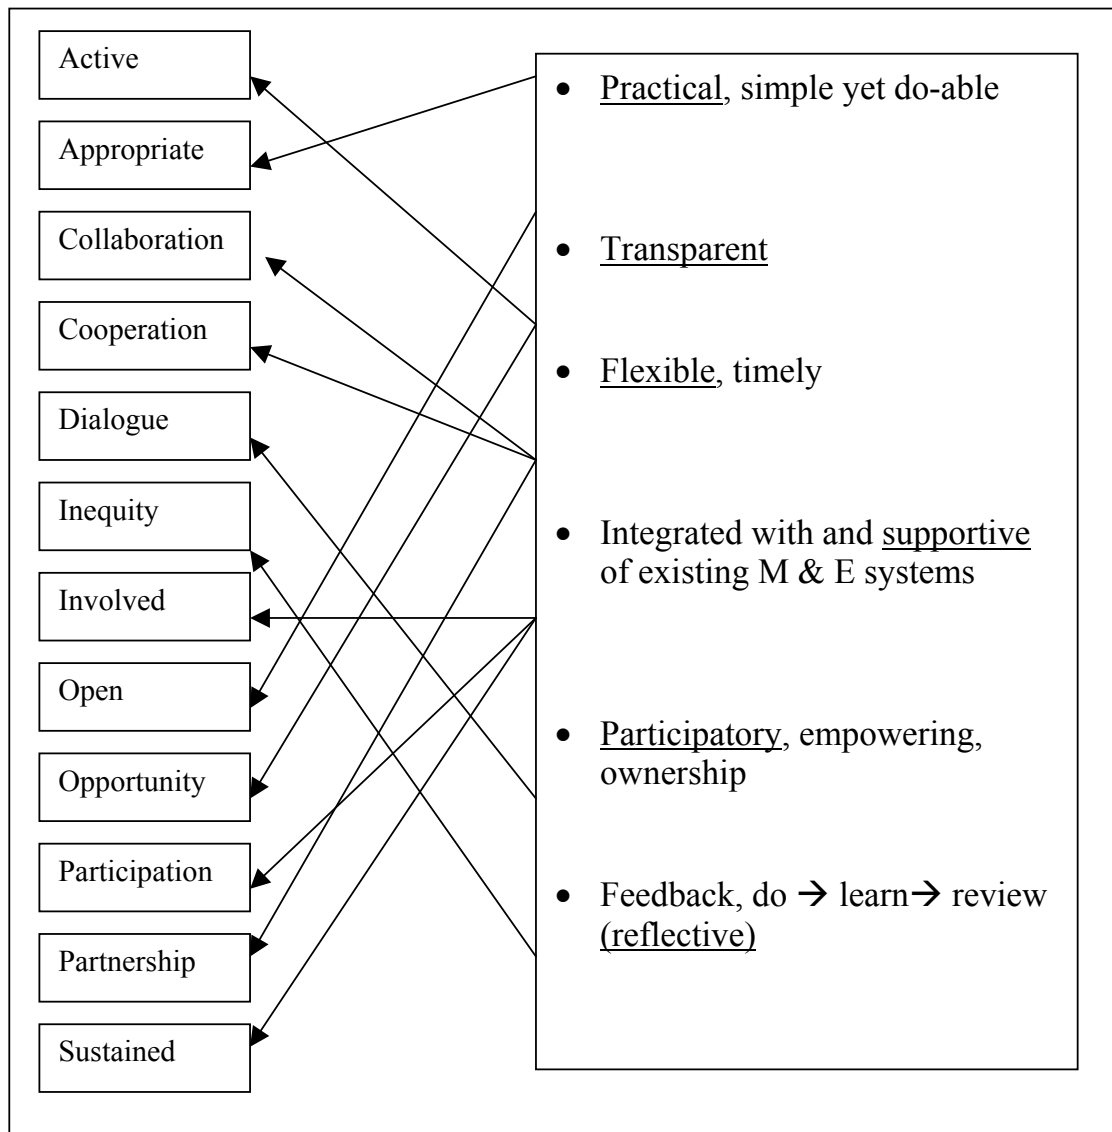 Active
Appropriate
Collaboration
Cooperation
Dialogue
Inequity
Involved
Open
Opportunity
Participation
Partnership
Sustained
• Practical, simple yet do-able
• Transparent
• Flexible, timely
• Integrated with and supportive
of existing M & E systems
• Participatory, empowering,
ownership
• Feedback, do → learn→ review
(reflective)